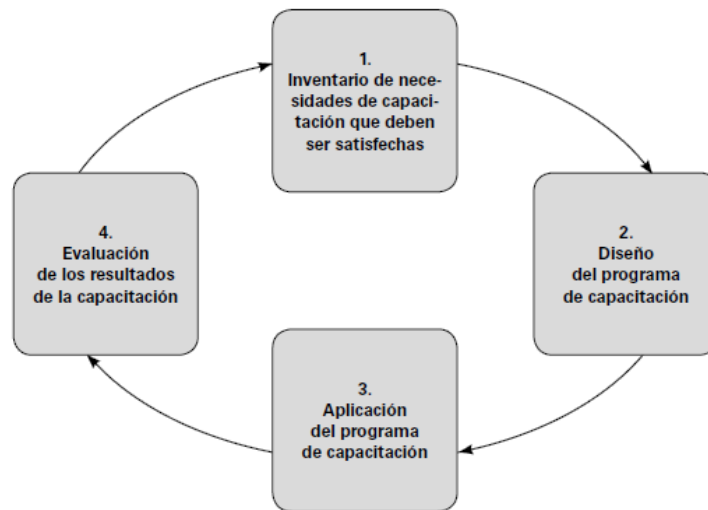 1.
Inventario de nece-
sidades de capaci-
tación que deben
ser satisfechas
2.
Diseño
del programa
de capacitación
3.
Aplicación
del programa
de capacitación
4.
Evaluación
de los resultados
de la capacitación